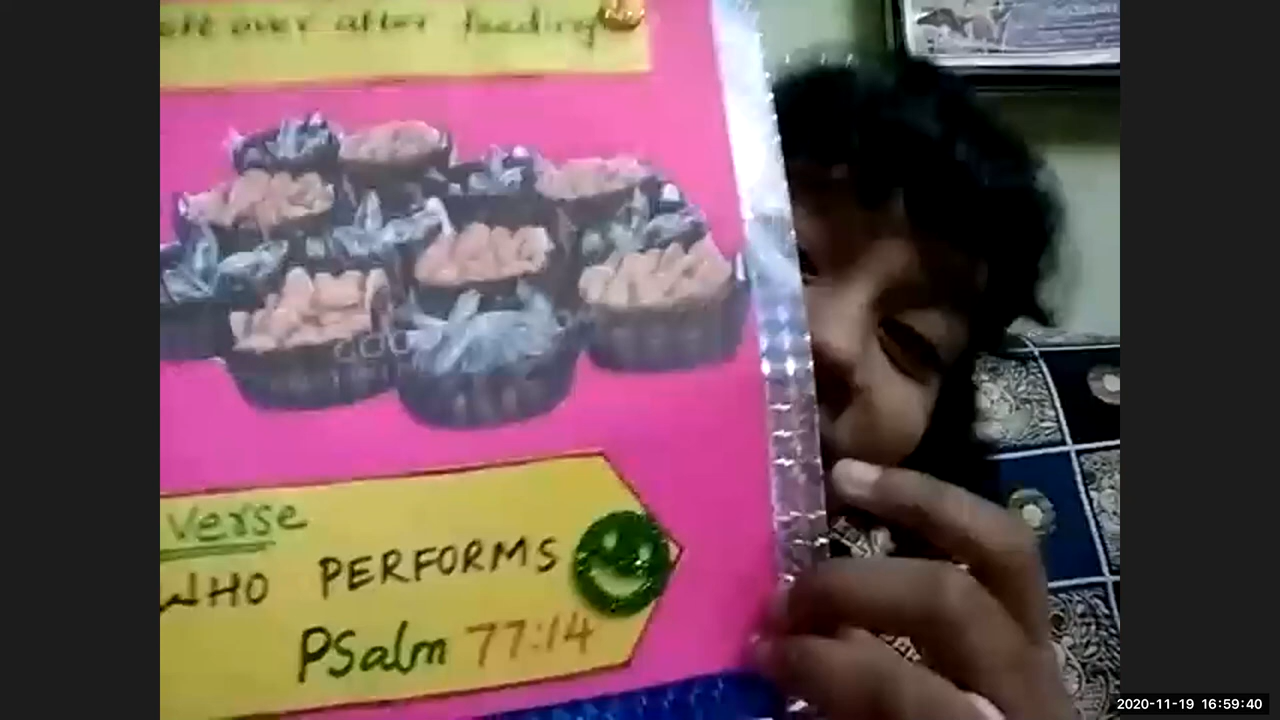 over after feeding
Verse
WHO PERFORMS
PSalm 77:14
2020-11-19 16:59:40